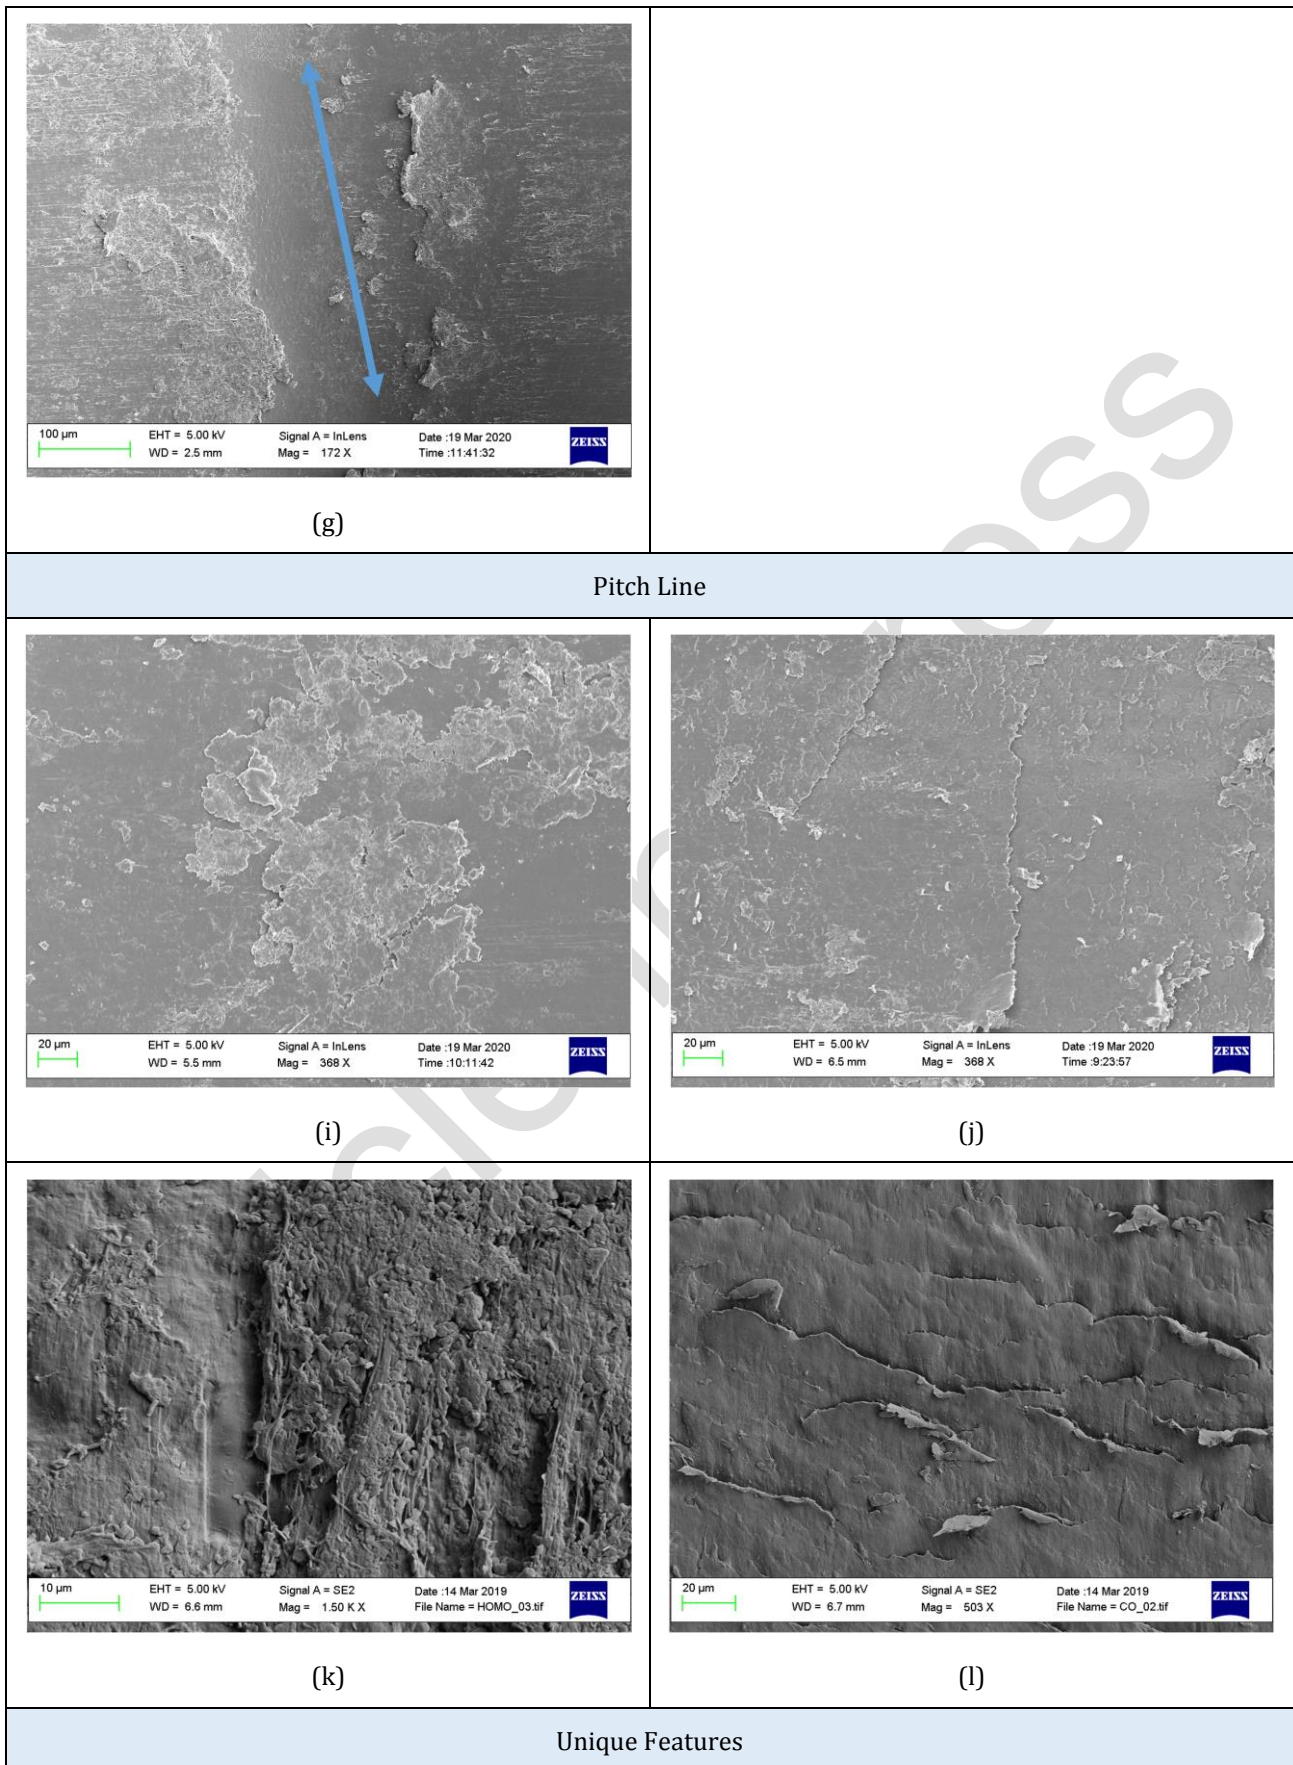 100 µm
EHT = 5.00 kV
Signal A = InLens
Date :19 Mar 2020
WD = 2.5 mm
Mag = 172 X
Time :11:41:32
ZEISS
(g)
Pitch Line
20 µm
EHT = 5.00 kV
Signal A = InLens
Date :19 Mar 2020
WD = 5.5 mm
Mag = 368 X
Time :10:11:42
ZEISS
(i)
20 µm
EHT = 5.00 kV
Signal A = InLens
Date :19 Mar 2020
WD = 6.5 mm
Mag = 368 X
Time :9:23:57
ZEISS
(j)
10 µm
EHT = 5.00 kV
Signal A = SE2
Date :14 Mar 2019
WD = 6.6 mm
Mag = 1.50 K X
File Name = HOMO_03.tif
ZEISS
(k)
20 µm
EHT = 5.00 kV
Signal A = SE2
Date :14 Mar 2019
WD = 6.7 mm
Mag = 503 X
File Name = CO_02.tif
ZEISS
(l)
Unique Features